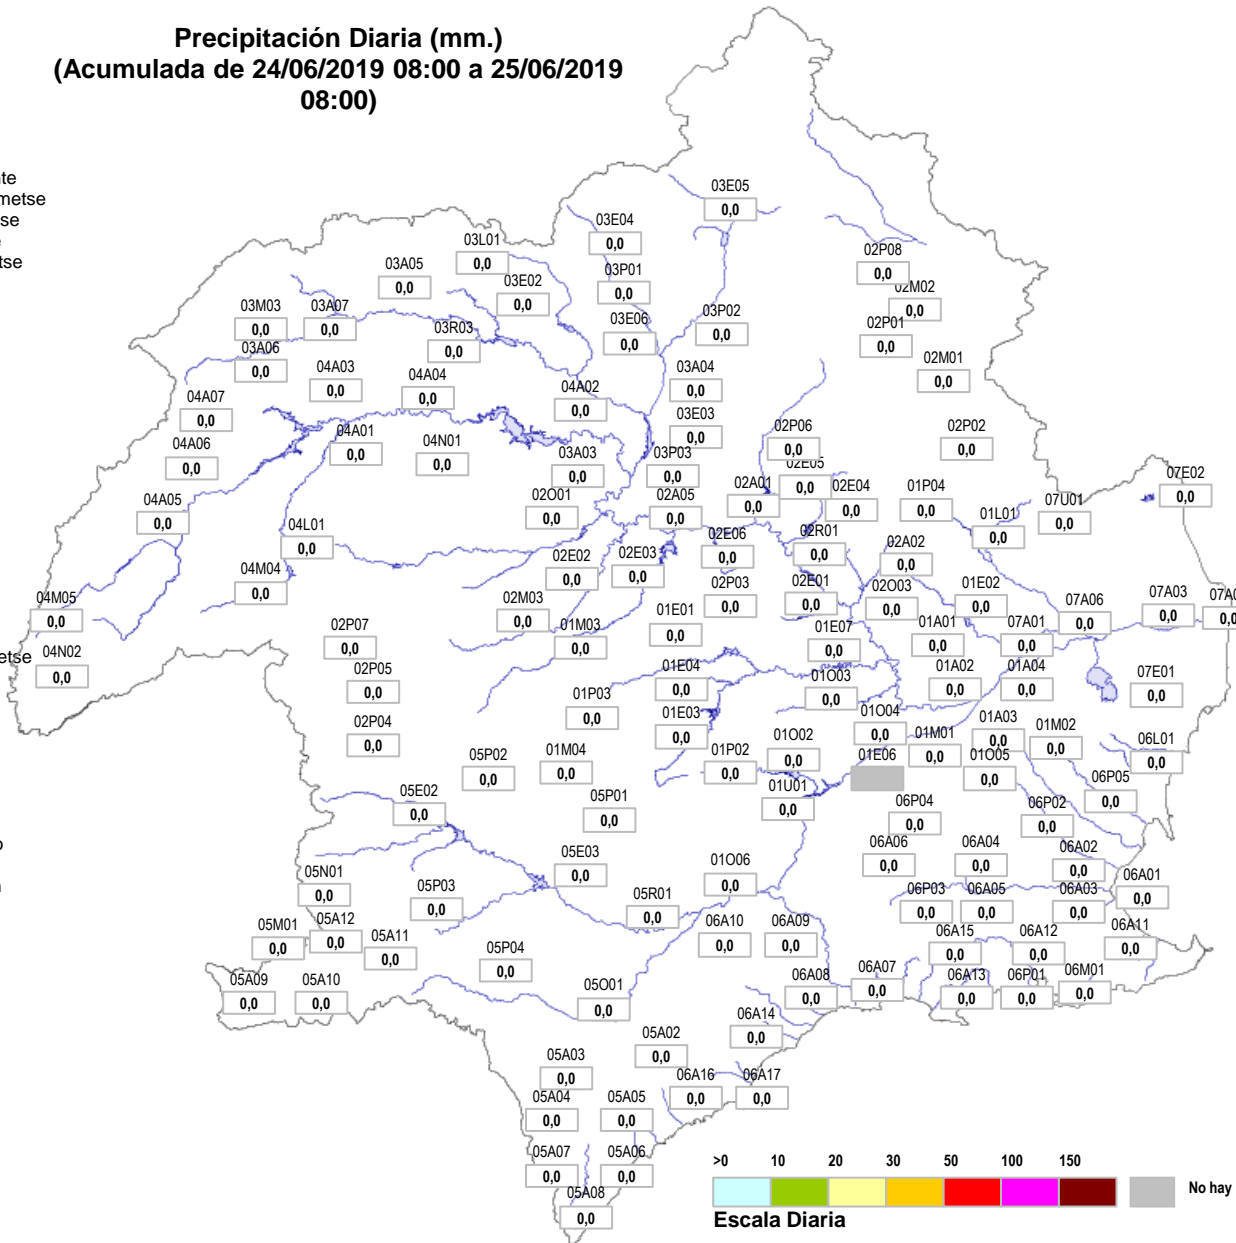 Precipitación Diaria (mm.)
(Acumulada de 24/06/2019 08:00 a 25/06/2019
08:00)
te
metse
se
e
tse
03E05
0,0
03E04
0,0
03L01
0,0
02P08
0,0
03A05
0,0
03P01
0,0
03E02
0,0
02M02
0,0
03M03
0,0
03A07
0,0
03R03
0,0
03E06
0,0
03P02
0,0
02P01
0,0
03A06
0,0
04A03
0,0
04A04
0,0
03A04
0,0
02M01
0,0
04A07
0,0
04A02
0,0
03E03
0,0
04A06
0,0
04A01
0,0
04N01
0,0
02P06
0,0
02P02
0,0
03A03
0,0
03P03
0,0
02E05
0,0
07E02
0,0
04A05
0,0
02O01
0,0
02A05
0,0
02A01
0,0
02E04
0,0
01P04
0,0
07U01
0,0
01L01
0,0
04L01
0,0
02E06
0,0
02R01
0,0
02A02
0,0
04M04
0,0
02E02
0,0
02E03
0,0
04M05
0,0
02M03
0,0
02P03
0,0
02E01
0,0
02O03
0,0
01E02
0,0
07A06
0,0
07A03
0,0
07A0
0,0
02P07
0,0
01M03
0,0
01E01
0,0
01E07
0,0
01A01
0,0
07A01
0,0
etse
04N02
0,0
02P05
0,0
01E04
0,0
01O03
0,0
01A02
0,0
01A04
0,0
07E01
0,0
01P03
0,0
02P04
0,0
01E03
0,0
01O04
0,0
01A03
0,0
01M02
0,0
05P02
0,0
01M04
0,0
01P02
0,0
01O02
0,0
01E06
01M01
0,0
01O05
0,0
06L01
0,0
05E02
0,0
05P01
0,0
01U01
0,0
06P04
0,0
06P02
0,0
06P05
0,0
o
n
05E03
0,0
06A06
0,0
06A04
0,0
06A02
0,0
05N01
0,0
05P03
0,0
01O06
0,0
06A01
0,0
05R01
0,0
06P03
0,0
06A05
0,0
06A03
0,0
05M01
0,0
05A12
0,0
05A11
0,0
06A10
0,0
06A09
0,0
06A15
0,0
06A12
0,0
06A11
0,0
05P04
0,0
05A09
0,0
05A10
0,0
05O01
0,0
06A08
0,0
06A07
0,0
06A13
0,0
06P01
0,0
06M01
0,0
06A14
0,0
05A02
0,0
05A03
0,0
06A16
0,0
06A17
0,0
05A04
0,0
05A05
0,0
05A07
0,0
05A06
0,0
05A08
0,0
>0 10 20 30 50 100 150
No hay
Escala Diaria